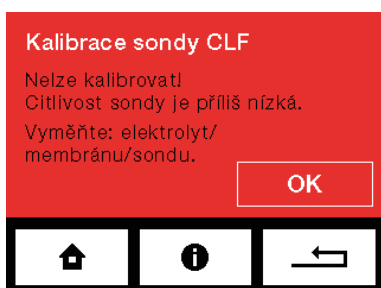 Kalibrace sondy CLF
Nelze kalibrovat!
Citlivost sondy je příliš nízká.
Vyměňte: elektrolyt/
membránu/sondu.
OK